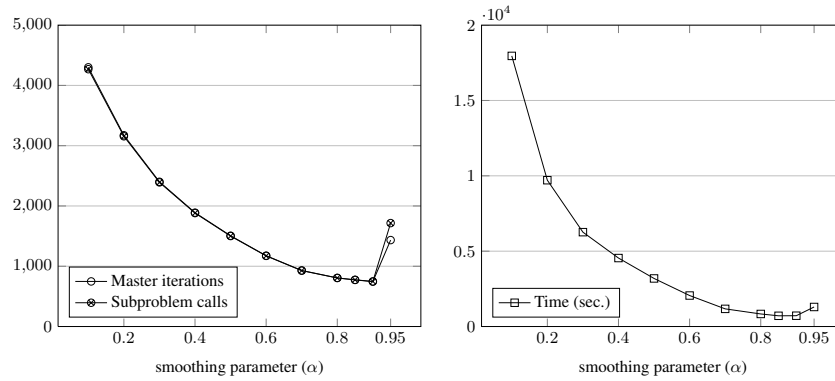 5,000
4,000
3,000
2,000
1,000
0
Master iterations
Subproblem calls
0.2 0.4 0.6 0.8 0.95
smoothing parameter (α)
·10⁴
2
1.5
1
0.5
0
Time (sec.)
0.2 0.4 0.6 0.8 0.95
smoothing parameter (α)